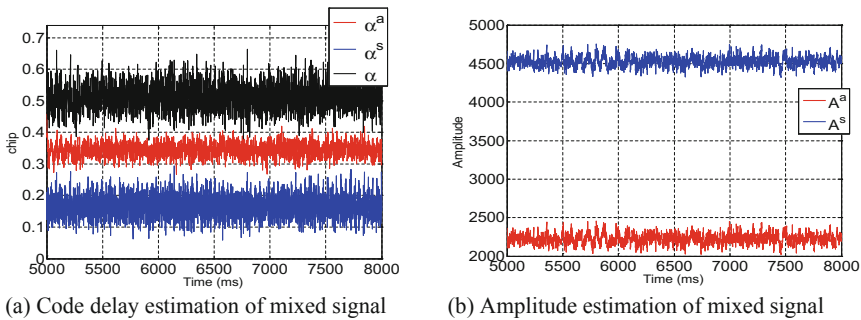 0.7
0.6
0.5
0.4
0.3
0.2
0.1
0
chip
α^a
α^s
α
5000 5500 6000 6500 7000 7500 8000
Time (ms)
(a) Code delay estimation of mixed signal
5000
4500
4000
3500
3000
2500
2000
Amplitude
A^a
A^s
5000 5500 6000 6500 7000 7500 8000
Time (ms)
(b) Amplitude estimation of mixed signal